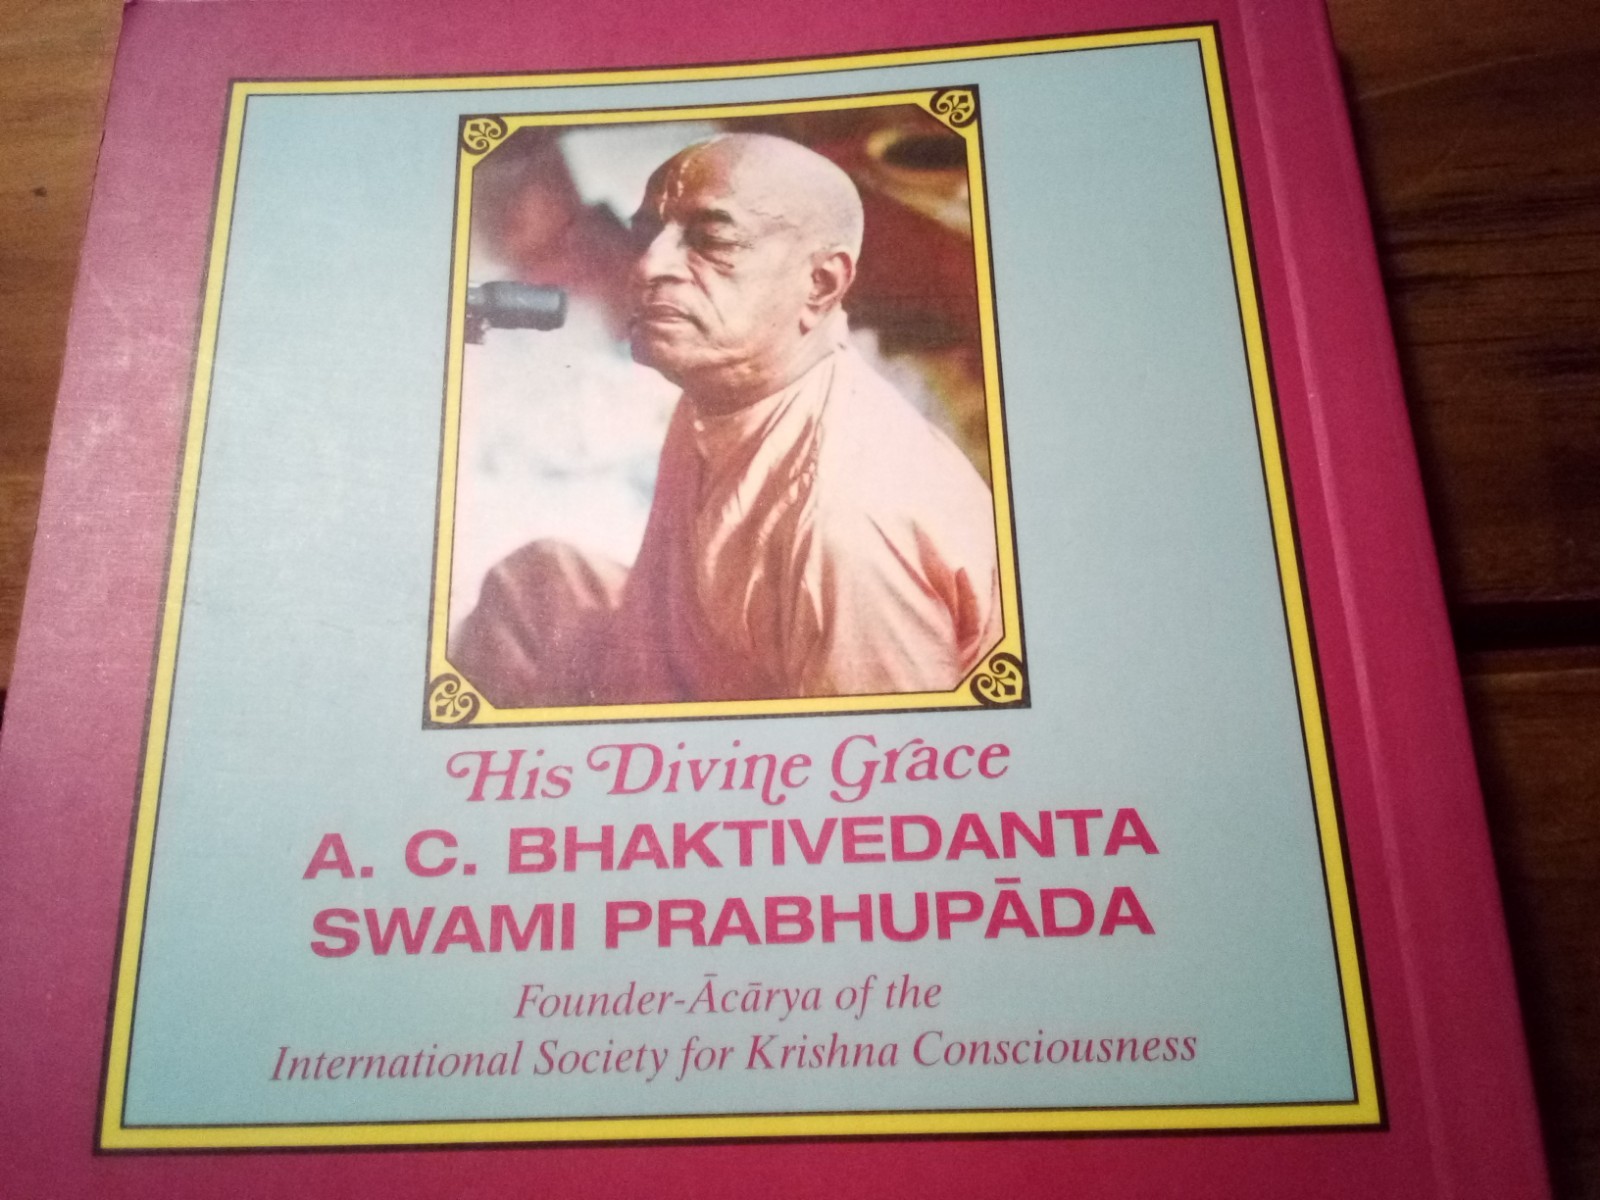 His Divine Grace
A. C. BHAKTIVEDANTA
SWAMI PRABHUPĀDA
Founder-Ācārya of the
International Society for Krishna Consciousness